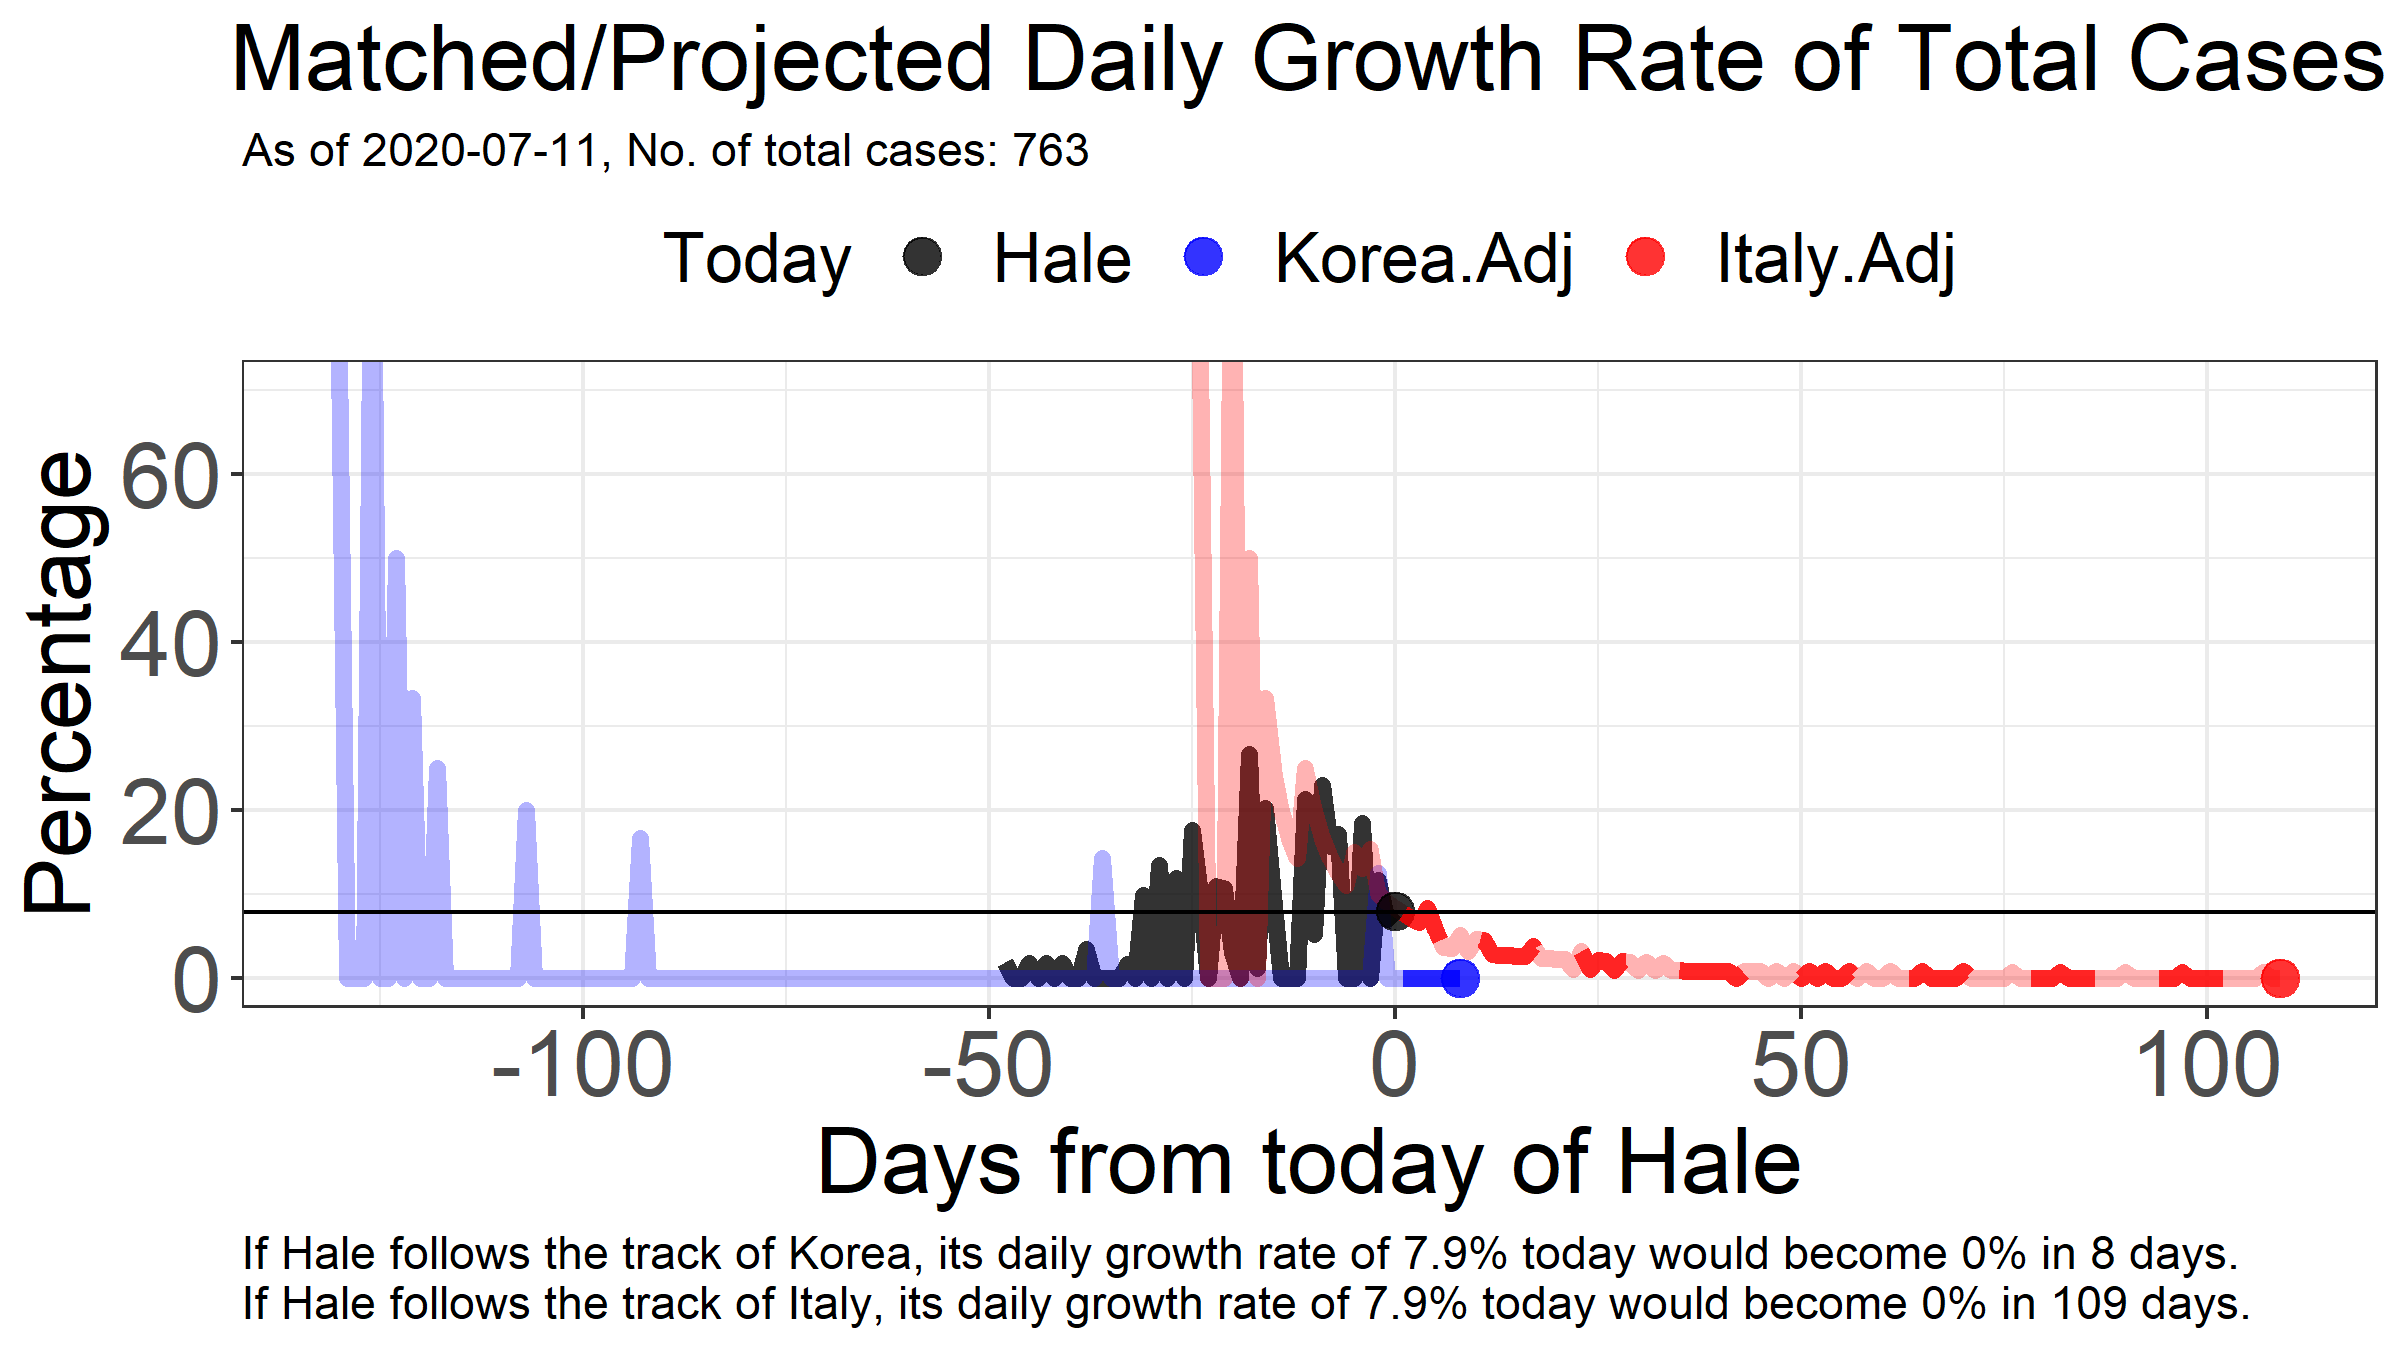 Matched/Projected Daily Growth Rate of Total Cases
As of 2020-07-11, No. of total cases: 763
Today Hale Korea.Adj Italy.Adj
Percentage
60
40
20
0
-100 -50 0 50 100
Days from today of Hale
If Hale follows the track of Korea, its daily growth rate of 7.9% today would become 0% in 8 days.
If Hale follows the track of Italy, its daily growth rate of 7.9% today would become 0% in 109 days.